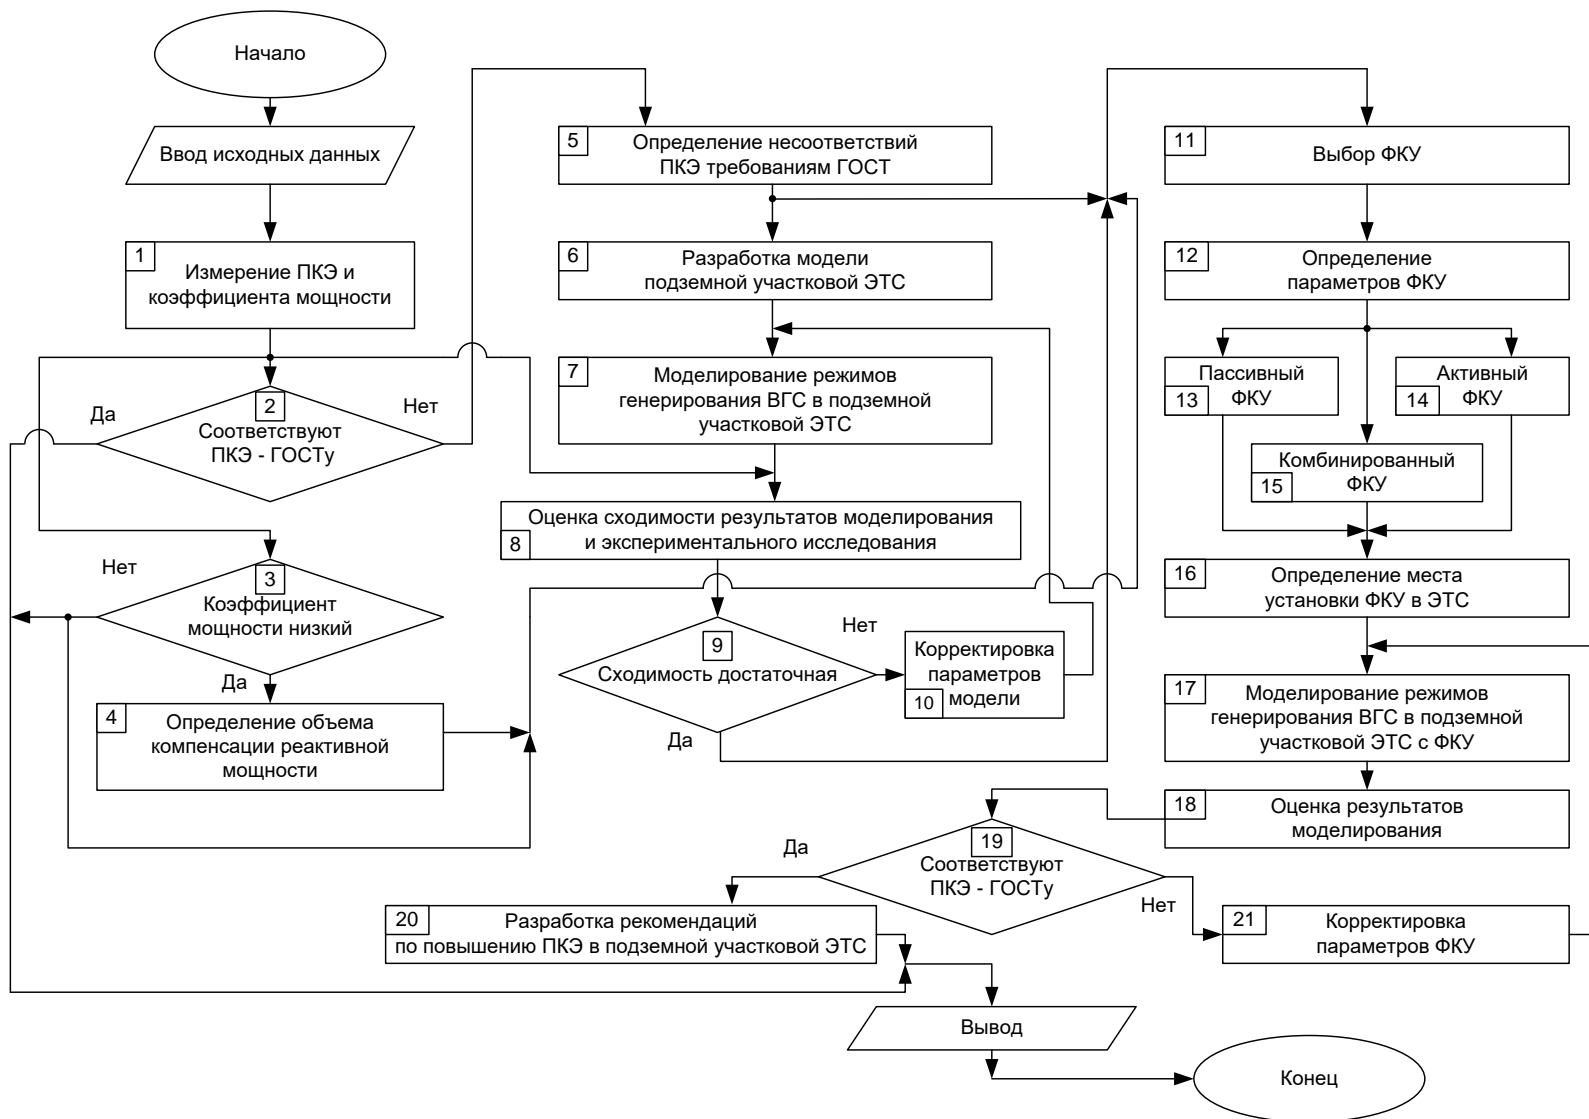 Начало
Ввод исходных данных
1
Измерение ПКЭ и
коэффициента мощности
2
Да
Нет
Соответствуют
ПКЭ - ГОСТу
3
Нет
Коэффициент
мощности низкий
Да
4
Определение объема
компенсации реактивной
мощности
5
Определение несоответствий
ПКЭ требованиям ГОСТ
6
Разработка модели
подземной участковой ЭТС
7
Моделирование режимов
генерирования ВГС в подземной
участковой ЭТС
Оценка сходимости результатов моделирования
8
и экспериментального исследования
9
Нет
Сходимость достаточная
Да
Корректировка
параметров
10
модели
11
Выбор ФКУ
12
Определение
параметров ФКУ
Пассивный
13
ФКУ
Активный
14
ФКУ
Комбинированный
15
ФКУ
16
Определение места
установки ФКУ в ЭТС
17
Моделирование режимов
генерирования ВГС в подземной
участковой ЭТС с ФКУ
18
Оценка результатов
моделирования
19
Да
Соответствуют
ПКЭ - ГОСТу
Нет
20
Разработка рекомендаций
по повышению ПКЭ в подземной участковой ЭТС
21
Корректировка
параметров ФКУ
Вывод
Конец